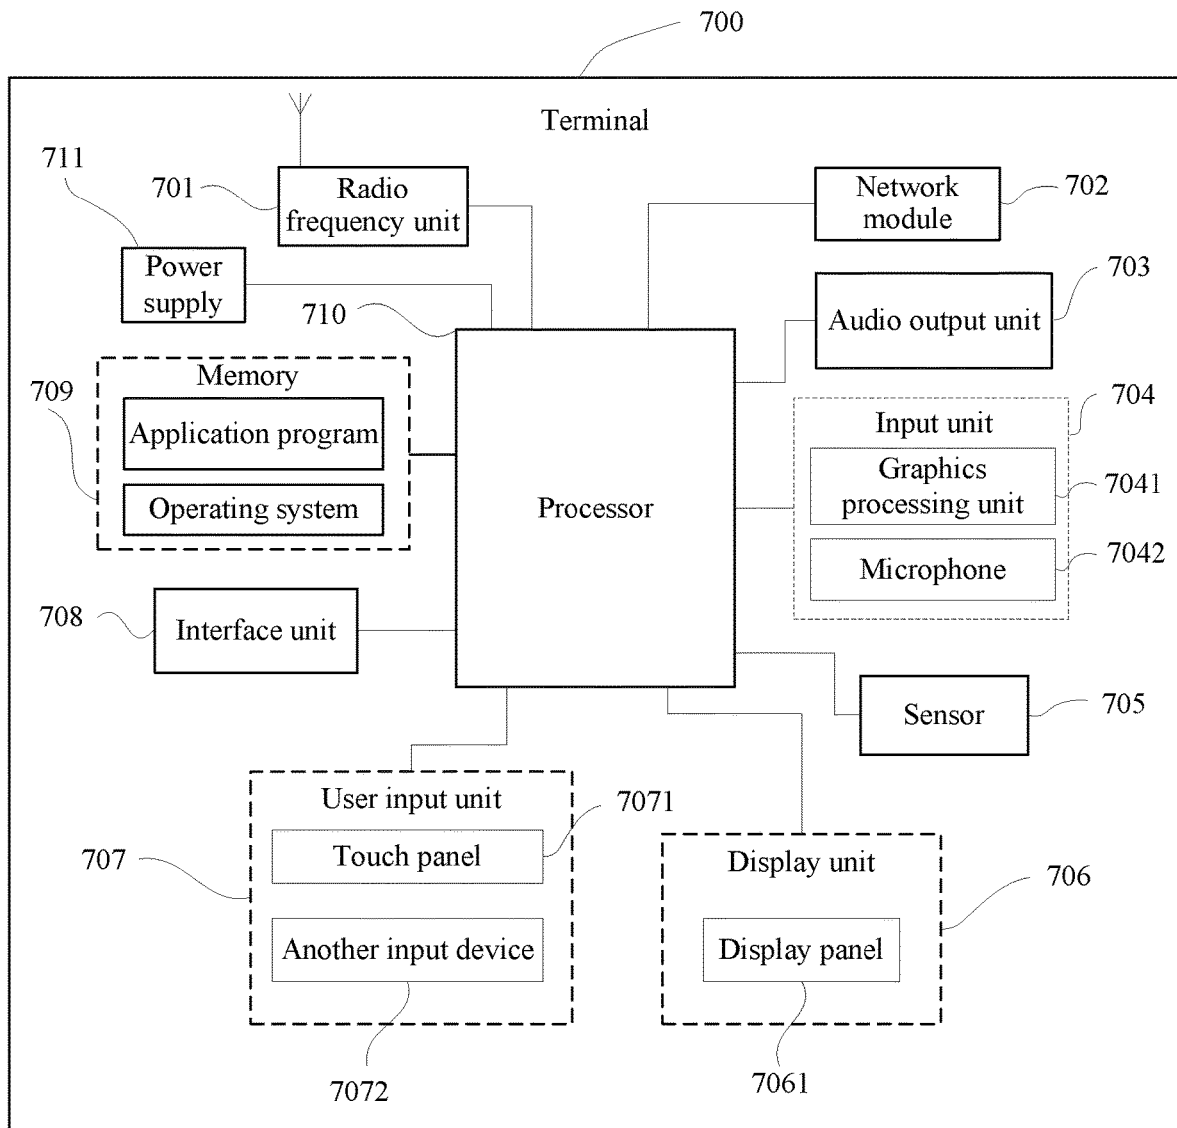 700
Terminal
711
701
Radio
frequency unit
Network
module
702
Power
supply
710
703
Audio output unit
709
Memory
Application program
Operating system
Processor
704
Input unit
Graphics
processing unit
7041
Microphone
7042
708
Interface unit
Sensor
705
707
User input unit
7071
Touch panel
Another input device
7072
Display unit
706
Display panel
7061